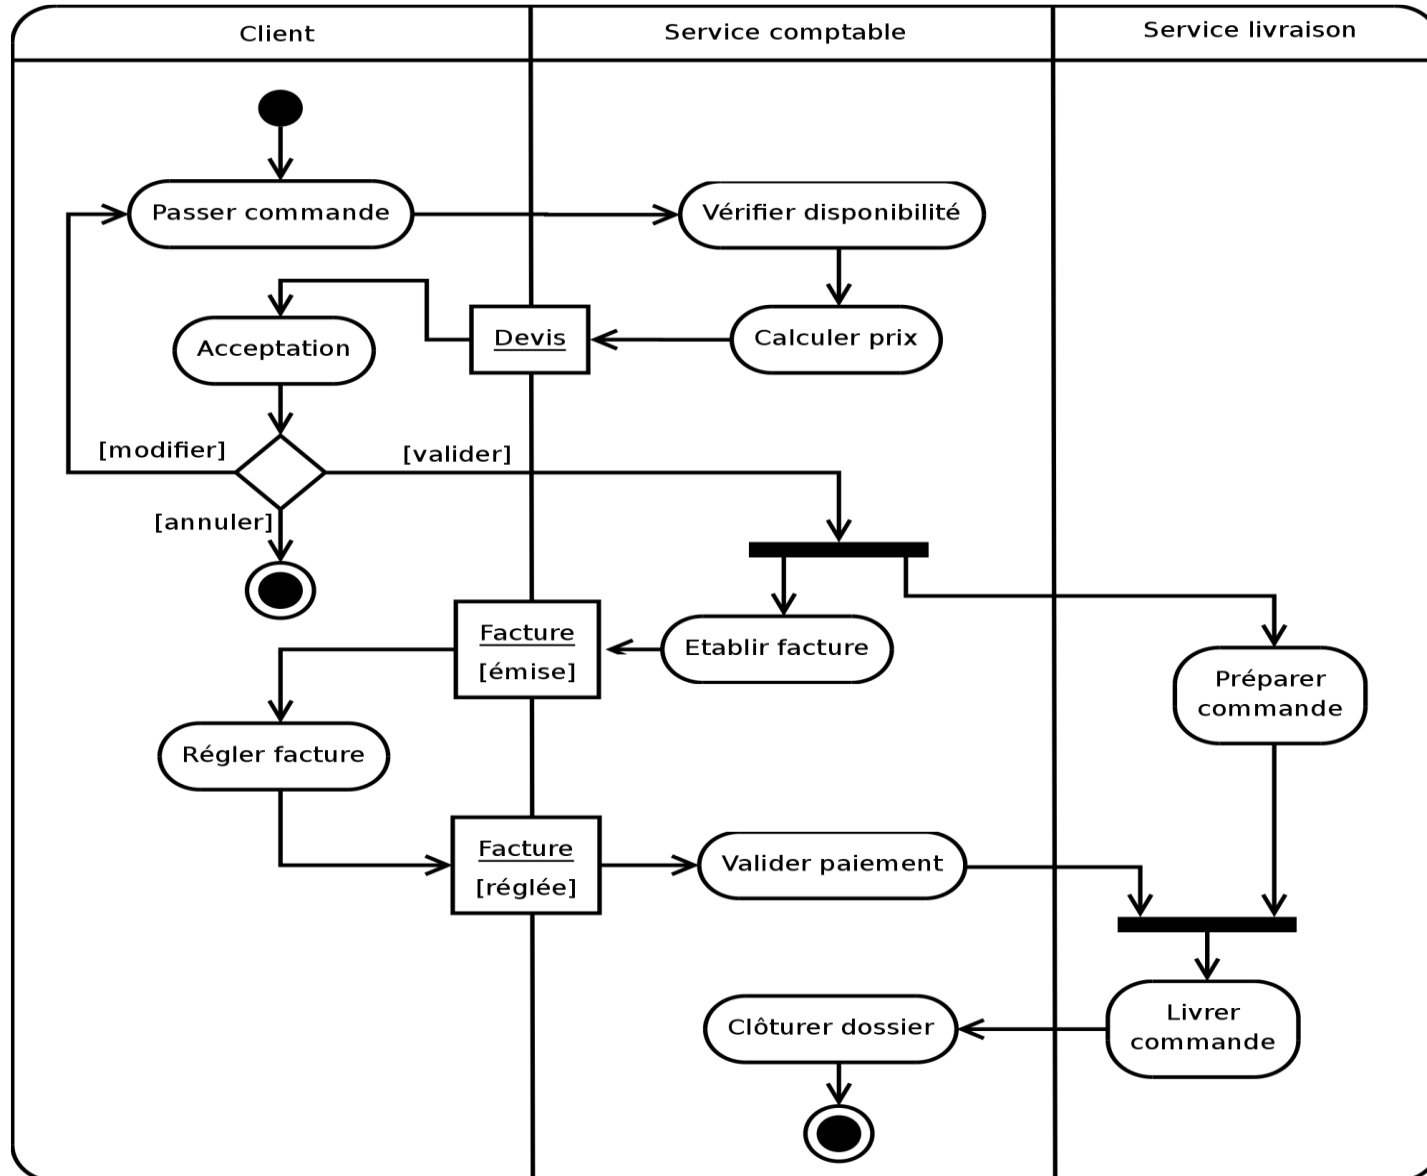 Client
Service comptable
Service livraison
Passer commande
Vérifier disponibilité
Acceptation
Devis
Calculer prix
[modifier]
[valider]
[annuler]
Facture
[émise]
Etablir facture
Préparer
commande
Régler facture
Facture
[réglée]
Valider paiement
Clôturer dossier
Livrer
commande